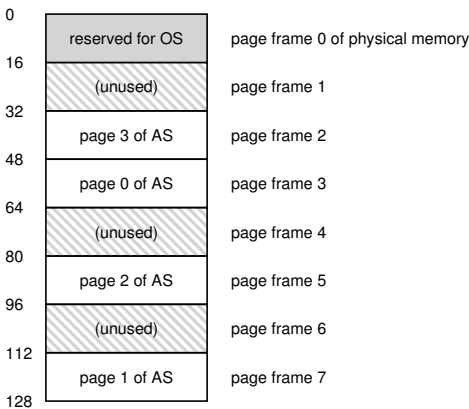 0
reserved for OS page frame 0 of physical memory
16
(unused) page frame 1
32
page 3 of AS page frame 2
48
page 0 of AS page frame 3
64
(unused) page frame 4
80
page 2 of AS page frame 5
96
(unused) page frame 6
112
page 1 of AS page frame 7
128